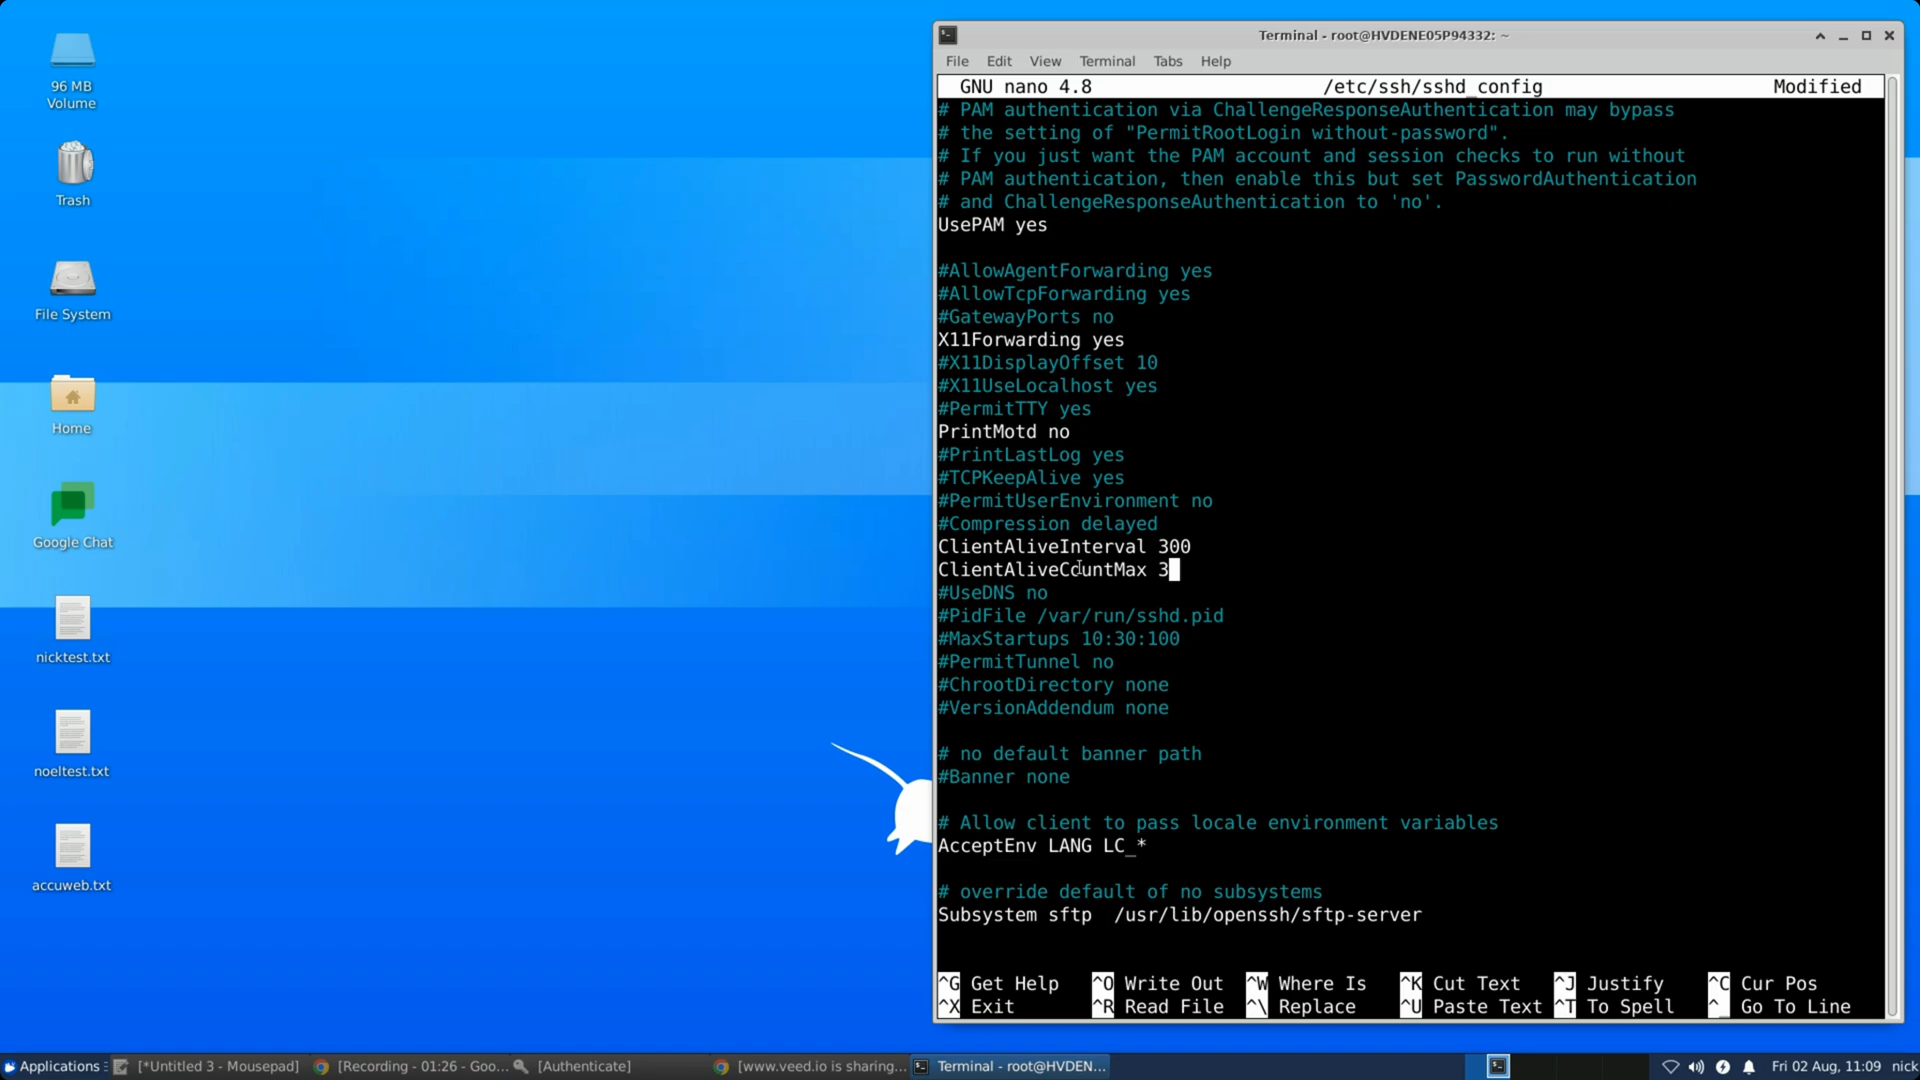 96 MB
Volume
Trash
File System
Home
Google Chat
nicktest.txt
noeltest.txt
accuweb.txt
Terminal - root@HVDENE05P94332: ~
File Edit View Terminal Tabs Help
GNU nano 4.8 /etc/ssh/sshd_config Modified
# PAM authentication via ChallengeResponseAuthentication may bypass
# the setting of "PermitRootLogin without-password".
# If you just want the PAM account and session checks to run without
# PAM authentication, then enable this but set PasswordAuthentication
# and ChallengeResponseAuthentication to 'no'.
UsePAM yes
#AllowAgentForwarding yes
#AllowTcpForwarding yes
#GatewayPorts no
X11Forwarding yes
#X11DisplayOffset 10
#X11UseLocalhost yes
#PermitTTY yes
PrintMotd no
#PrintLastLog yes
#TCPKeepAlive yes
#PermitUserEnvironment no
#Compression delayed
ClientAliveInterval 300
ClientAliveCountMax 3
#UseDNS no
#PidFile /var/run/sshd.pid
#MaxStartups 10:30:100
#PermitTunnel no
#ChrootDirectory none
#VersionAddendum none
# no default banner path
#Banner none
# Allow client to pass locale environment variables
AcceptEnv LANG LC_*
# override default of no subsystems
Subsystem sftp /usr/lib/openssh/sftp-server
^G Get Help ^O Write Out ^W Where Is ^K Cut Text ^J Justify ^C Cur Pos
^X Exit ^R Read File ^\ Replace ^U Paste Text ^T To Spell ^_ Go To Line
Applications [*Untitled 3 - Mousepad] [Recording - 01:26 - Goo... [Authenticate] [www.veed.io is sharing... Terminal - root@HVDEN... Fri 02 Aug, 11:09 nick